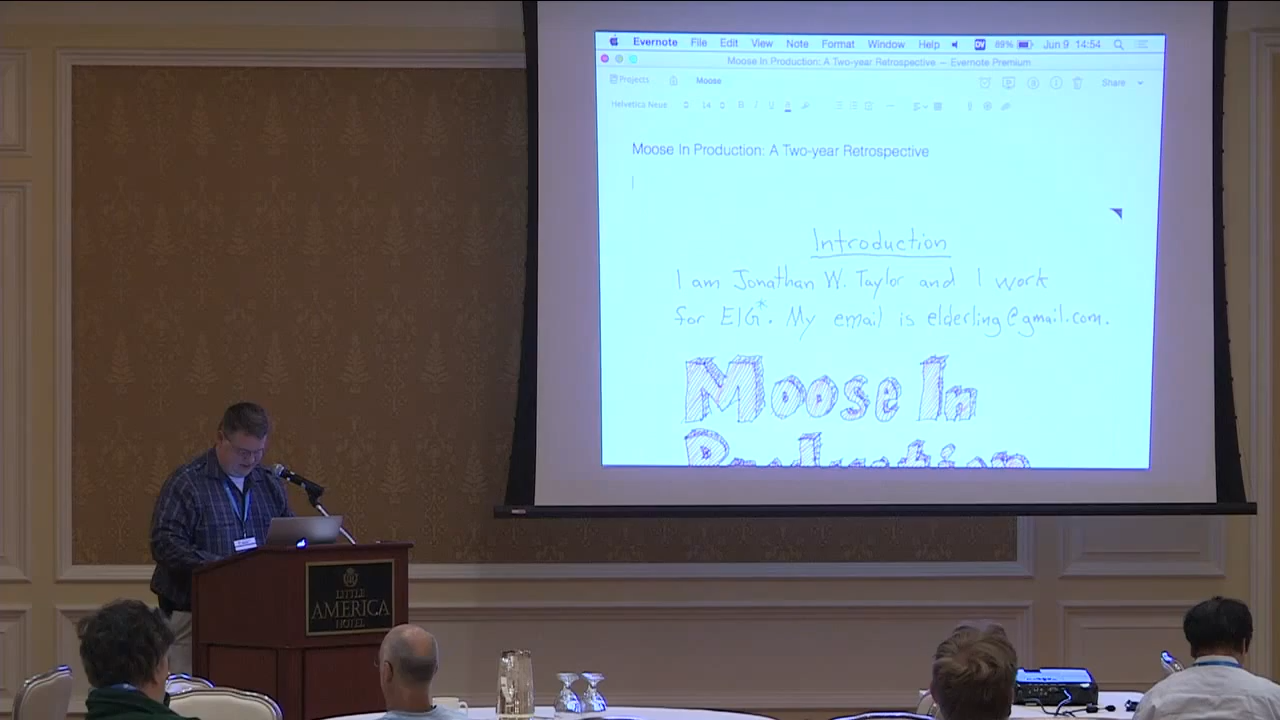 Evernote File Edit View Note Format Window Help 89% Jun 9 14:54
Moose In Production: A Two-year Retrospective — Evernote Premium
Projects Moose Share
Helvetica Neue 14 B I U
Moose In Production: A Two-year Retrospective
Introduction
I am Jonathan W. Taylor and I work
for EIG*. My email is elderling@gmail.com.
Moose In
Production
LITTLE
AMERICA
HOTEL